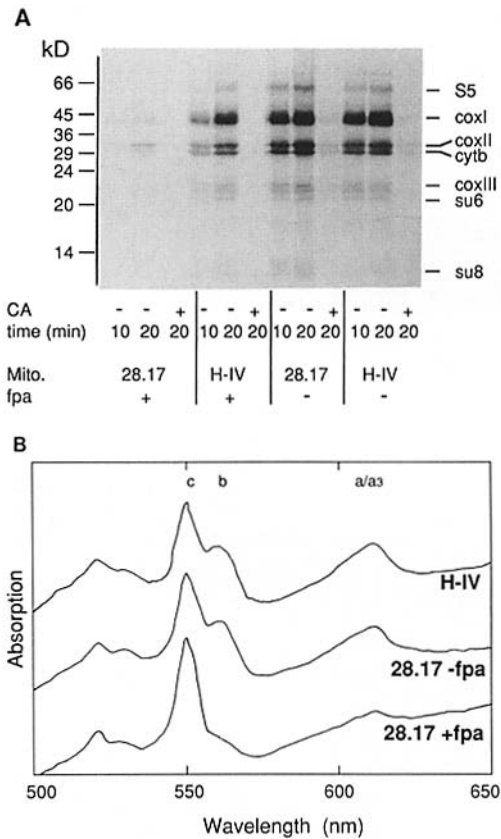 A
kD
66
45
36
29
24
20
14
S5
coxI
coxII
cytb
coxIII
su6
su8
CA - - + - - + - - + - - +
time (min) 10 20 20 10 20 20 10 20 20 10 20 20
Mito. 28.17 H-IV 28.17 H-IV
fpa + + - -
B
c b a/a3
H-IV
28.17 -fpa
28.17 +fpa
Absorption
500 550 600 650
Wavelength (nm)